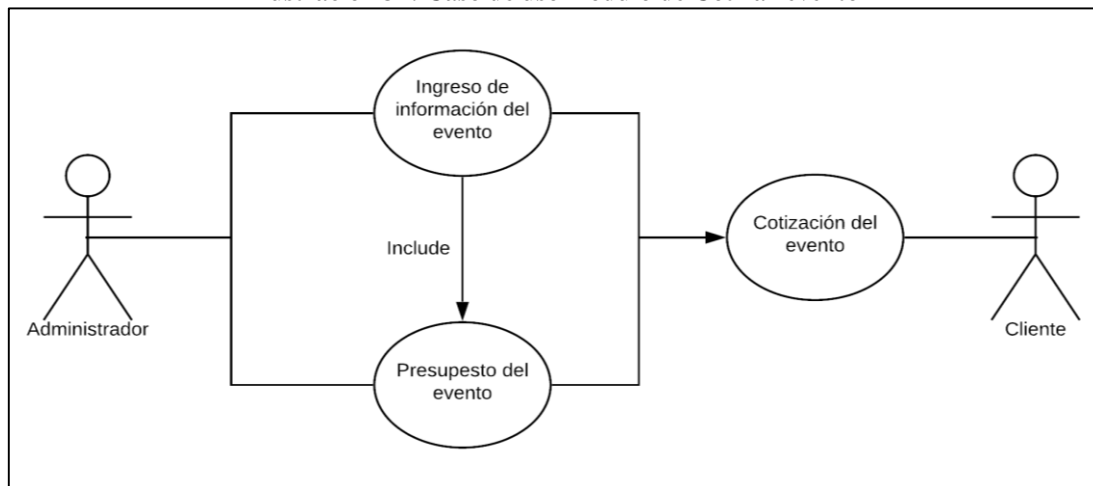 Ingreso de
información del
evento
Include
Cotización del
evento
Administrador
Cliente
Presupesto del
evento